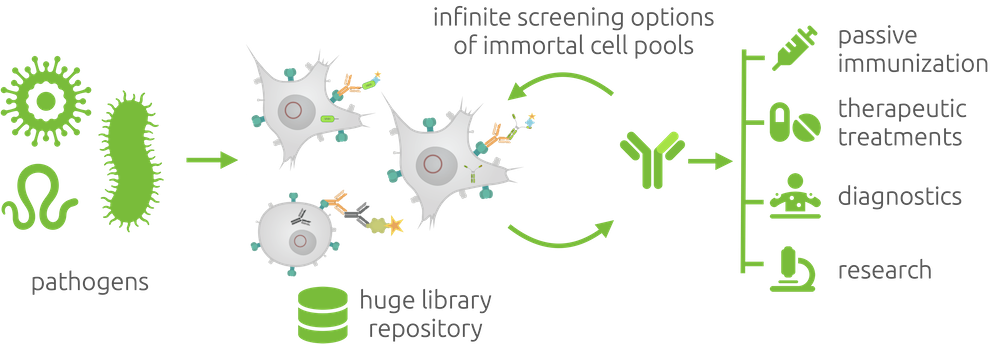 infinite screening options
of immortal cell pools
passive
immunization
therapeutic
treatments
diagnostics
research
pathogens
huge library
repository